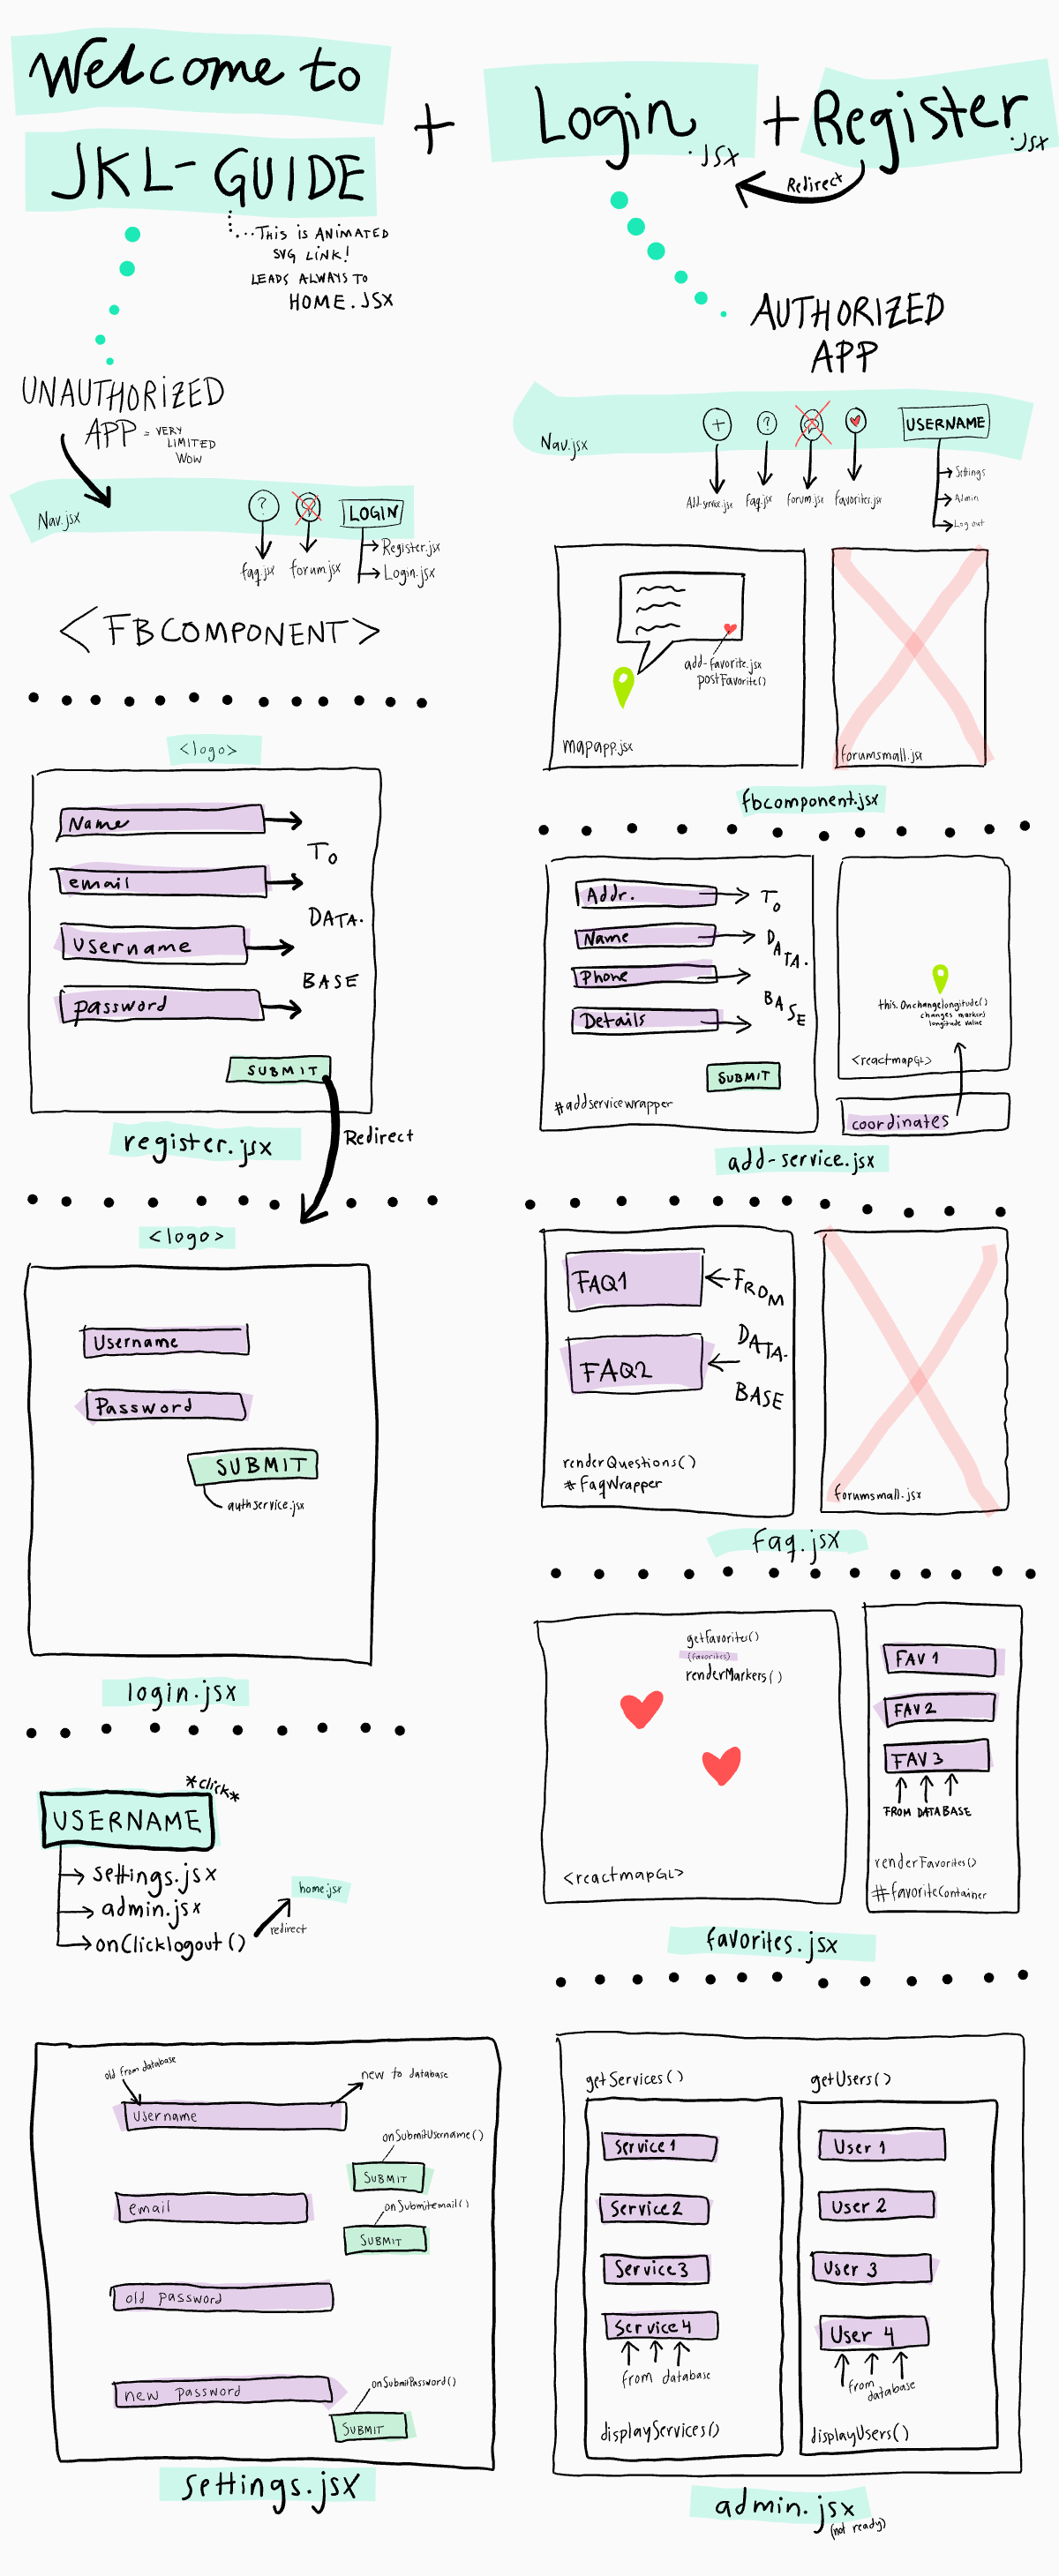 Welcome to
JKL-GUIDE
THIS IS ANIMATED
SVG LINK!
LEADS ALWAYS TO
HOME.JSX
+
Login
.JSX
+ Register
.JSX
Redirect
UNAUTHORIZED
APP = VERY
LIMITED
WOW
Nav.jsx
?
LOGIN
faq.jsx
forum.jsx
Register.jsx
Login.jsx
<FBCOMPONENT>
AUTHORIZED
APP
Nav.jsx
+
?
USERNAME
Add-service.jsx
faq.jsx
forum.jsx
favorites.jsx
Settings
Admin
Log out
add-favorite.jsx
postFavorite()
mapapp.jsx
forumsmall.jsx
fbcomponent.jsx
<logo>
Name
email
username
password
TO
DATA-
BASE
SUBMIT
register.jsx
Redirect
Addr.
Name
Phone
Details
TO
DATA-
BASE
SUBMIT
#addservicewrapper
this.Onchangelongitude()
changes markers
longitude value
<reactmapGL>
coordinates
add-service.jsx
<logo>
Username
Password
SUBMIT
authservice.jsx
login.jsx
FAQ1
FAQ2
FROM
DATA-
BASE
renderQuestions()
#FaqWrapper
forumsmall.jsx
faq.jsx
getFavorites()
{favorites}
renderMarkers()
<reactmapGL>
FAV 1
FAV 2
FAV 3
FROM DATABASE
renderFavorites()
#favoriteContainer
favorites.jsx
*click*
USERNAME
settings.jsx
admin.jsx
onClicklogout()
redirect
home.jsx
old from database
new to database
Username
onSubmitUsername()
SUBMIT
email
onSubmitemail()
SUBMIT
old password
new password
onSubmitPassword()
SUBMIT
settings.jsx
getServices()
Service1
Service2
Service3
Service4
from database
displayServices()
getUsers()
User 1
User 2
User 3
User 4
from
database
displayUsers()
admin.jsx
(not ready)